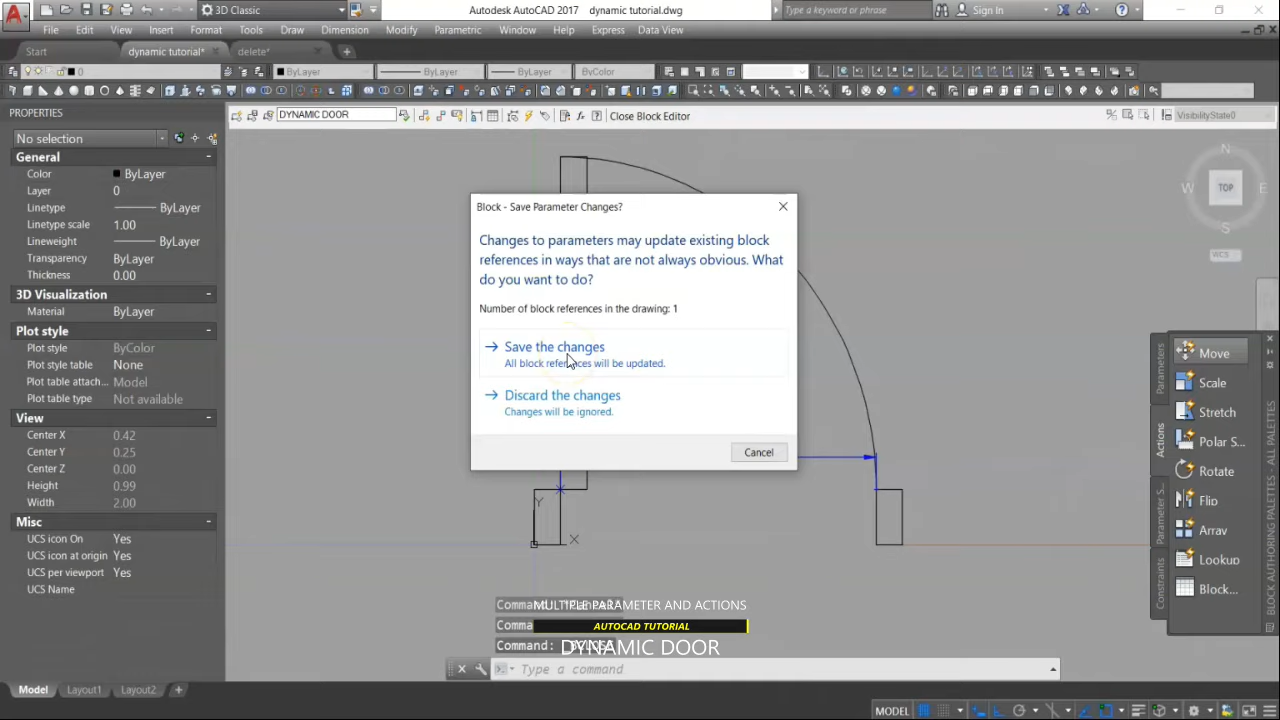 3D Classic
Autodesk AutoCAD 2017 dynamic tutorial.dwg
Type a keyword or phrase
Sign In
File Edit View Insert Format Tools Draw Dimension Modify Parametric Window Help Express Data View
Start dynamic tutorial* delete*
0 ByLayer ByLayer ByLayer ByColor
PROPERTIES
DYNAMIC DOOR
Close Block Editor
VisibilityState0
No selection
General
Color ByLayer
Layer 0
Linetype ByLayer
Linetype scale 1.00
Lineweight ByLayer
Transparency ByLayer
Thickness 0.00
3D Visualization
Material ByLayer
Plot style
Plot style ByColor
Plot style table None
Plot table attach... Model
Plot table type Not available
View
Center X 0.42
Center Y 0.25
Center Z 0.00
Height 0.99
Width 2.00
Misc
UCS icon On Yes
UCS icon at origin Yes
UCS per viewport Yes
UCS Name
Block - Save Parameter Changes?
Changes to parameters may update existing block
references in ways that are not always obvious. What
do you want to do?
Number of block references in the drawing: 1
Save the changes
All block references will be updated.
Discard the changes
Changes will be ignored.
Cancel
N
W TOP E
S
WCS
Parameters
Actions
Parameter S...
Constraints
Move
Scale
Stretch
Polar S...
Rotate
Flip
Array
Lookup
Block...
BLOCK AUTHORING PALETTES - ALL PALETTES
Y
X
MULTIPLE PARAMETER AND ACTIONS
AUTOCAD TUTORIAL
Command:
DYNAMIC DOOR
Type a command
Model Layout1 Layout2
MODEL